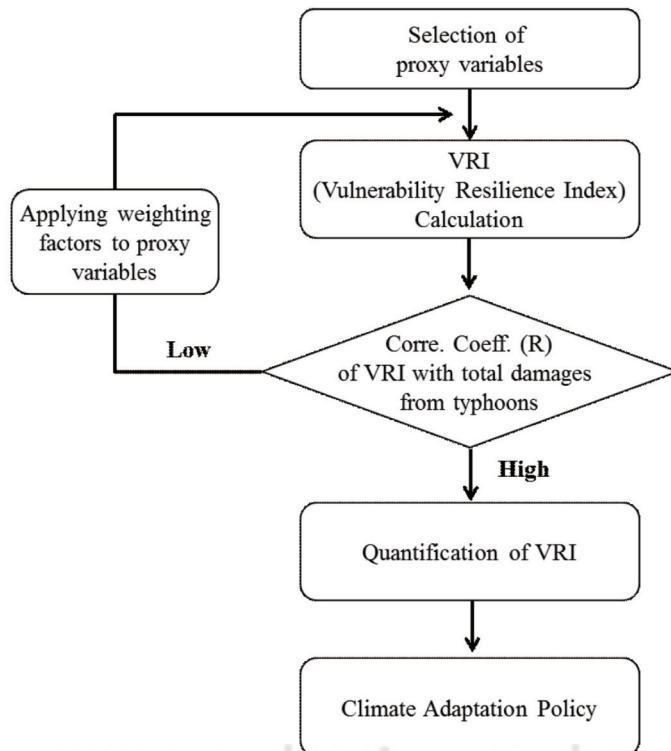 Selection of
proxy variables
VRI
(Vulnerability Resilience Index)
Calculation
Applying weighting
factors to proxy
variables
Low
Corre. Coeff. (R)
of VRI with total damages
from typhoons
High
Quantification of VRI
Climate Adaptation Policy